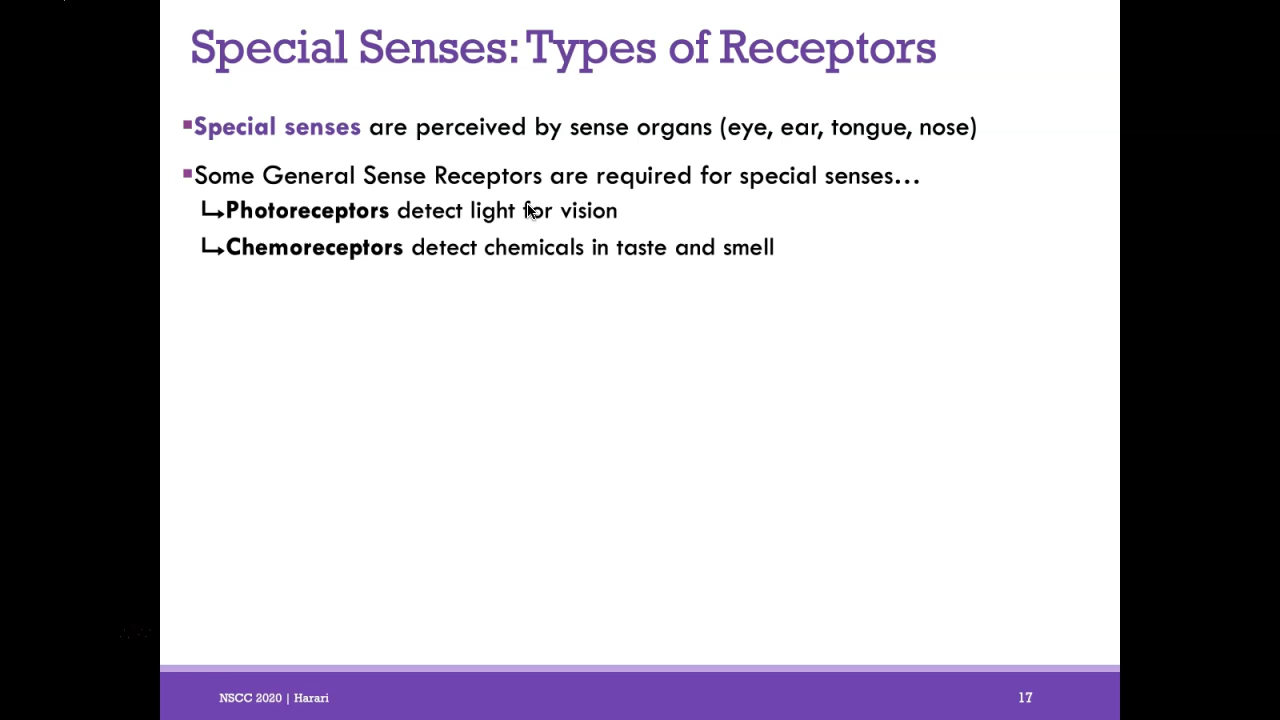 Special Senses: Types of Receptors
▪Special senses are perceived by sense organs (eye, ear, tongue, nose)
▪Some General Sense Receptors are required for special senses…
↳Photoreceptors detect light for vision
↳Chemoreceptors detect chemicals in taste and smell
NSCC 2020 | Harari
17